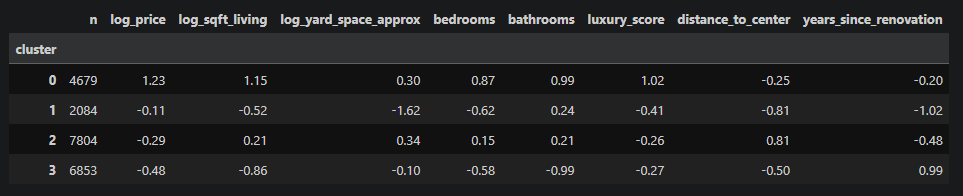 n log_price log_sqft_living log_yard_space_approx bedrooms bathrooms luxury_score distance_to_center years_since_renovation
cluster
0 4679 1.23 1.15 0.30 0.87 0.99 1.02 -0.25 -0.20
1 2084 -0.11 -0.52 -1.62 -0.62 0.24 -0.41 -0.81 -1.02
2 7804 -0.29 0.21 0.34 0.15 0.21 -0.26 0.81 -0.48
3 6853 -0.48 -0.86 -0.10 -0.58 -0.99 -0.27 -0.50 0.99